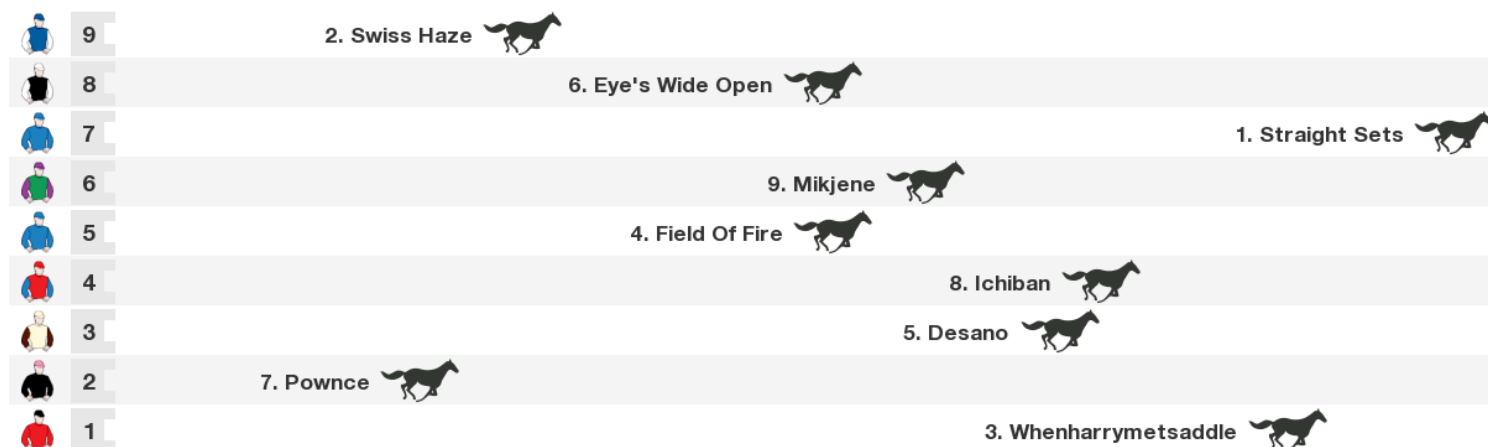 9 2. Swiss Haze
8 6. Eye's Wide Open
7 1. Straight Sets
6 9. Mikjene
5 4. Field Of Fire
4 8. Ichiban
3 5. Desano
2 7. Pownce
1 3. Whenharrymetsaddle